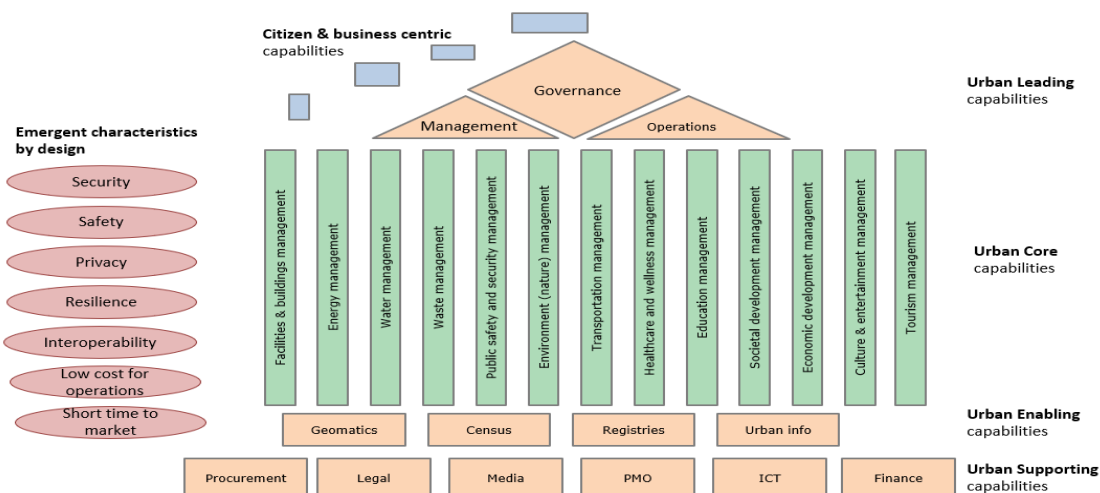 Citizen & business centric
capabilities
Governance
Management
Operations
Urban Leading
capabilities
Emergent characteristics
by design
Security
Safety
Privacy
Resilience
Interoperability
Low cost for
operations
Short time to
market
Facilities & buildings management
Energy management
Water management
Waste management
Public safety and security management
Environment (nature) management
Transportation management
Healthcare and wellness management
Education management
Societal development management
Economic development management
Culture & entertainment management
Tourism management
Urban Core
capabilities
Geomatics
Census
Registries
Urban info
Urban Enabling
capabilities
Procurement
Legal
Media
PMO
ICT
Finance
Urban Supporting
capabilities